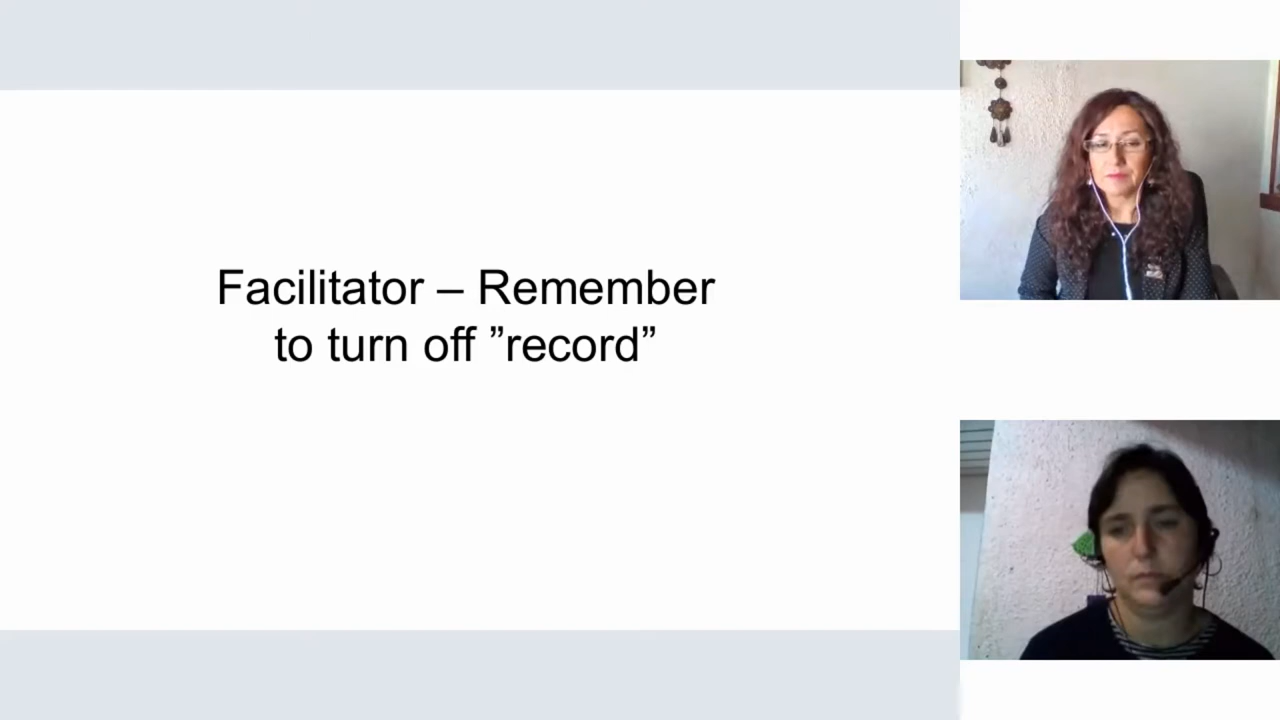 Facilitator – Remember
to turn off ”record”